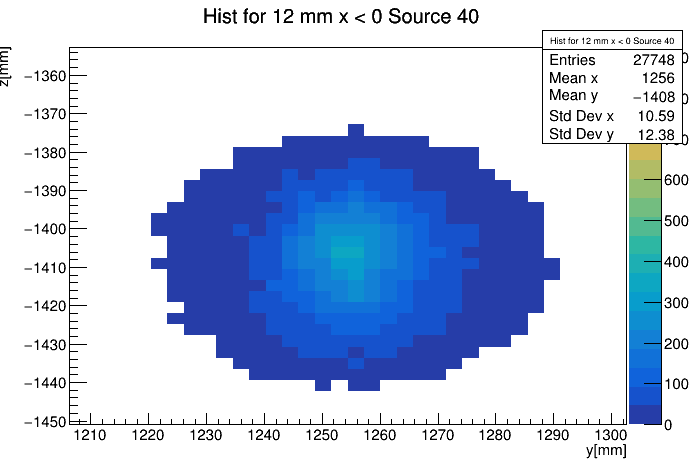 Hist for 12 mm x < 0 Source 40
z[mm]
Hist for 12 mm x < 0 Source 40
Entries 27748
Mean x 1256
Mean y −1408
Std Dev x 10.59
Std Dev y 12.38
−1360
−1370
−1380
−1390
−1400
−1410
−1420
−1430
−1440
−1450
1210 1220 1230 1240 1250 1260 1270 1280 1290 1300
y[mm]
600
500
400
300
200
100
0